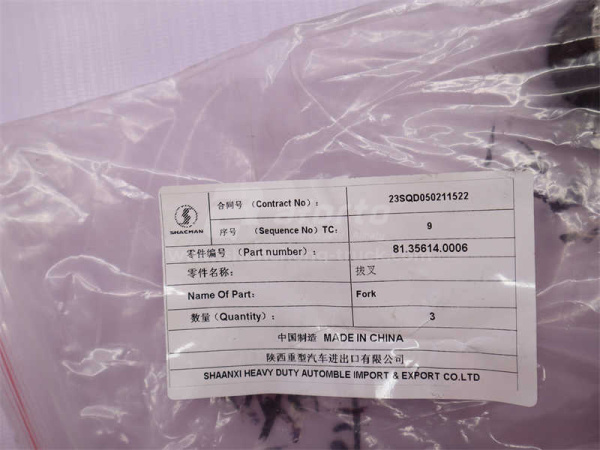 合同号 (Contract No): 23SQD050211522
SHACMAN
序号 (Sequence No) TC: 9
零件编号 (Part number): 81.35614.0006
零件名称: 拔叉
Name Of Part: Fork
数量 (Quantity): 3
中国制造 MADE IN CHINA
陕西重型汽车进出口有限公司
SHAANXI HEAVY DUTY AUTOMBLE IMPORT & EXPORT CO.LTD